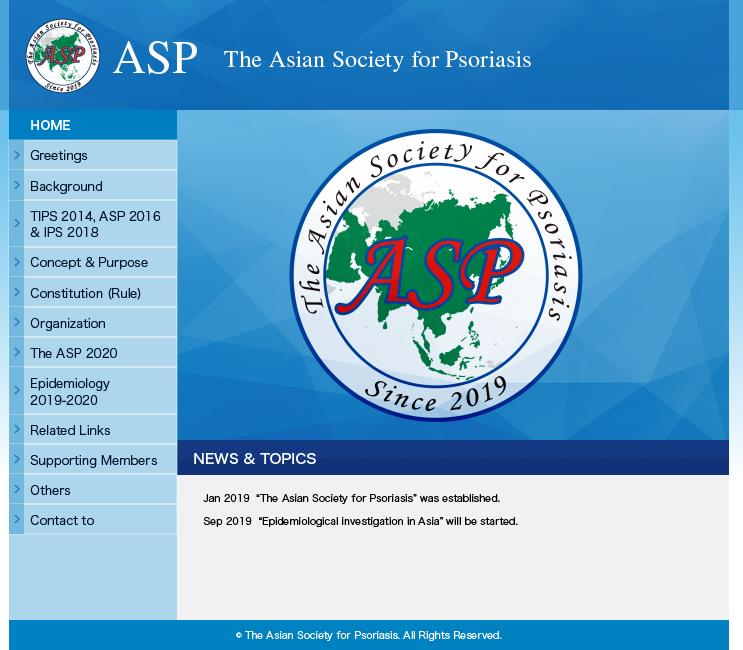 The Asian Society for Psoriasis
ASP
Since 2019
ASP The Asian Society for Psoriasis
HOME
Greetings
Background
TIPS 2014, ASP 2016
& IPS 2018
Concept & Purpose
Constitution (Rule)
Organization
The ASP 2020
Epidemiology
2019-2020
Related Links
Supporting Members
Others
Contact to
The Asian Society for Psoriasis
ASP
Since 2019
NEWS & TOPICS
Jan 2019 “The Asian Society for Psoriasis” was established.
Sep 2019 “Epidemiological investigation in Asia” will be started.
© The Asian Society for Psoriasis. All Rights Reserved.